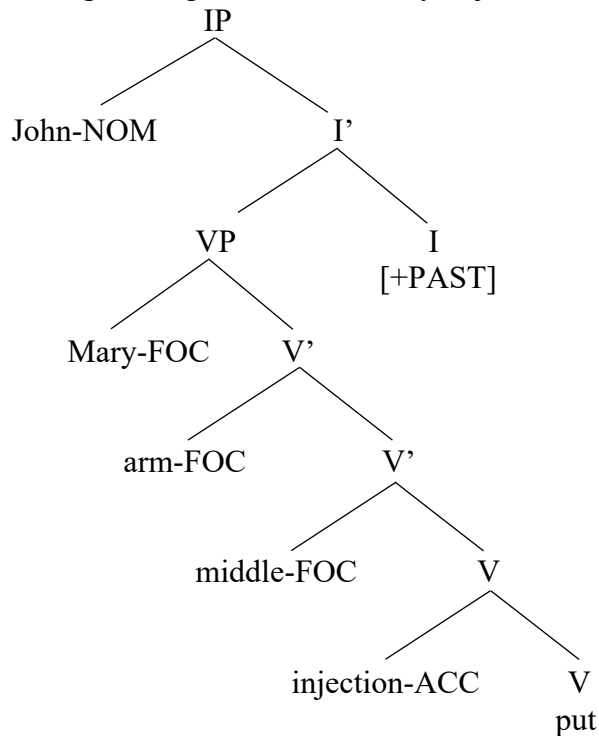 IP
John-NOM I’
VP I
[+PAST]
Mary-FOC V’
arm-FOC V’
middle-FOC V
injection-ACC V
put